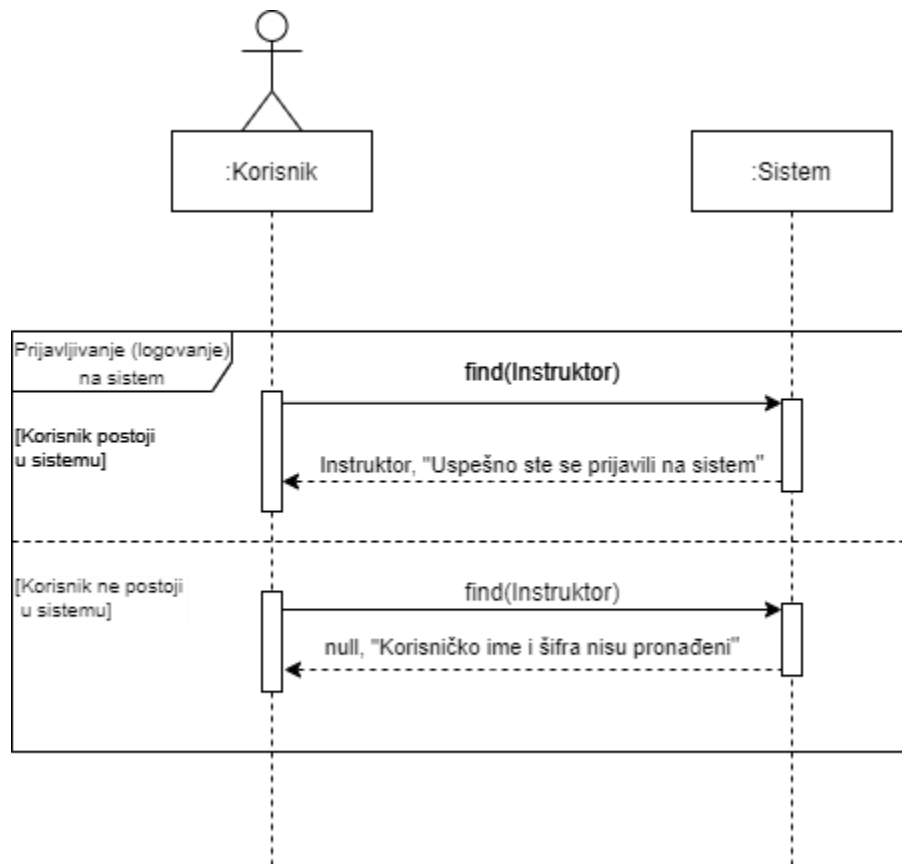 :Korisnik
:Sistem
Prijavljivanje (logovanje)
na sistem
find(Instruktor)
[Korisnik postoji
u sistemu]
Instruktor, "Uspešno ste se prijavili na sistem"
[Korisnik ne postoji
u sistemu]
find(Instruktor)
null, "Korisničko ime i šifra nisu pronađeni"